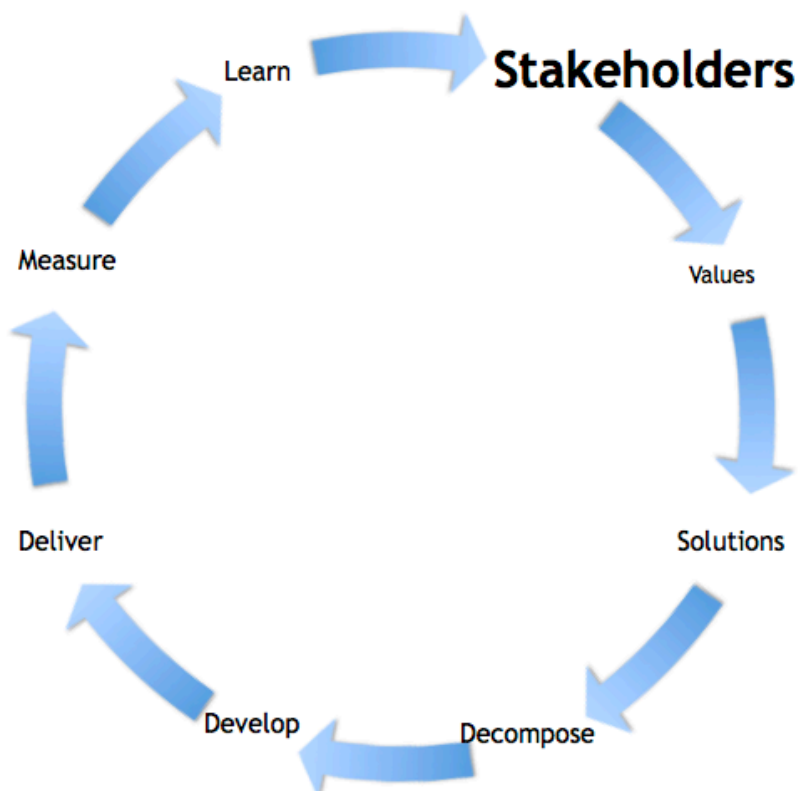 Learn
Stakeholders
Measure
Values
Deliver
Solutions
Develop
Decompose